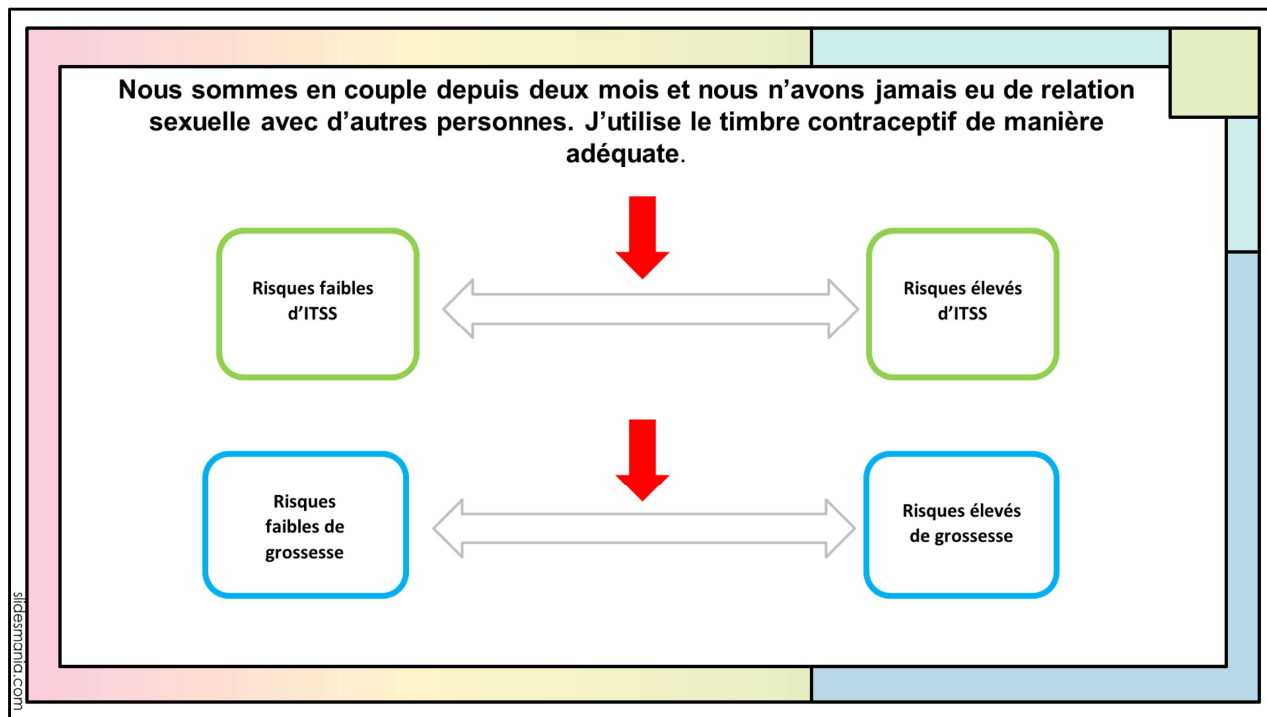 Nous sommes en couple depuis deux mois et nous n’avons jamais eu de relation
sexuelle avec d’autres personnes. J’utilise le timbre contraceptif de manière
adéquate.
Risques faibles
d’ITSS
Risques élevés
d’ITSS
Risques
faibles de
grossesse
Risques élevés
de grossesse
slidesmania.com